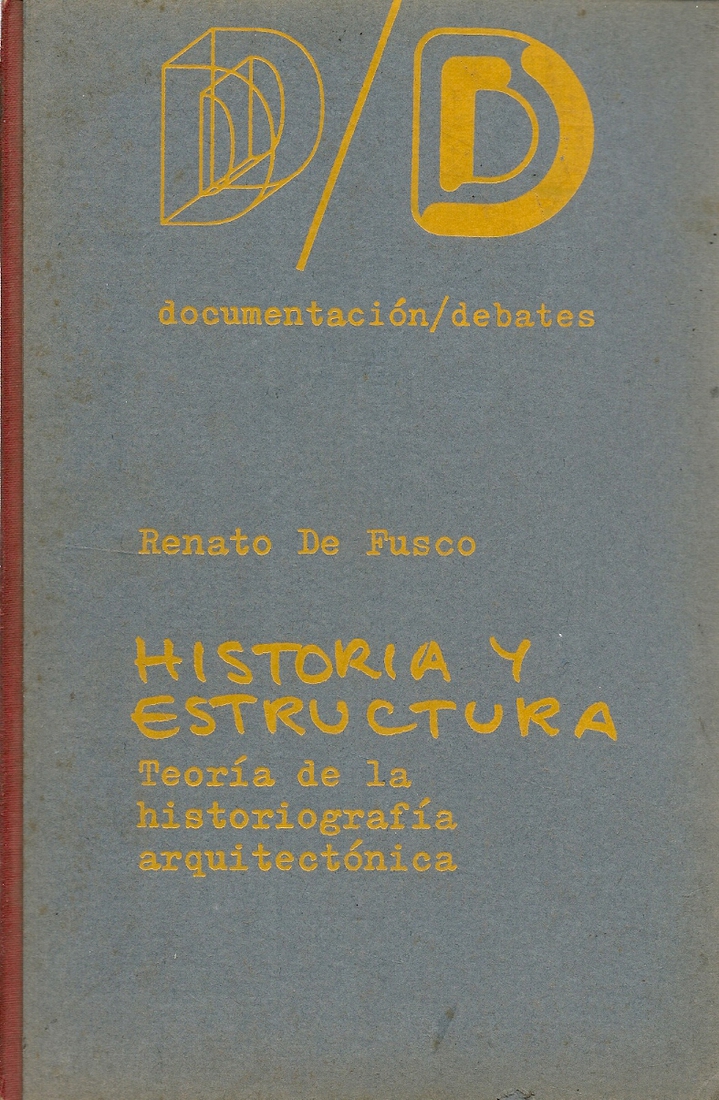 D/D
documentación/debates
Renato De Fusco
HISTORIA Y
ESTRUCTURA
Teoría de la
historiografía
arquitectónica